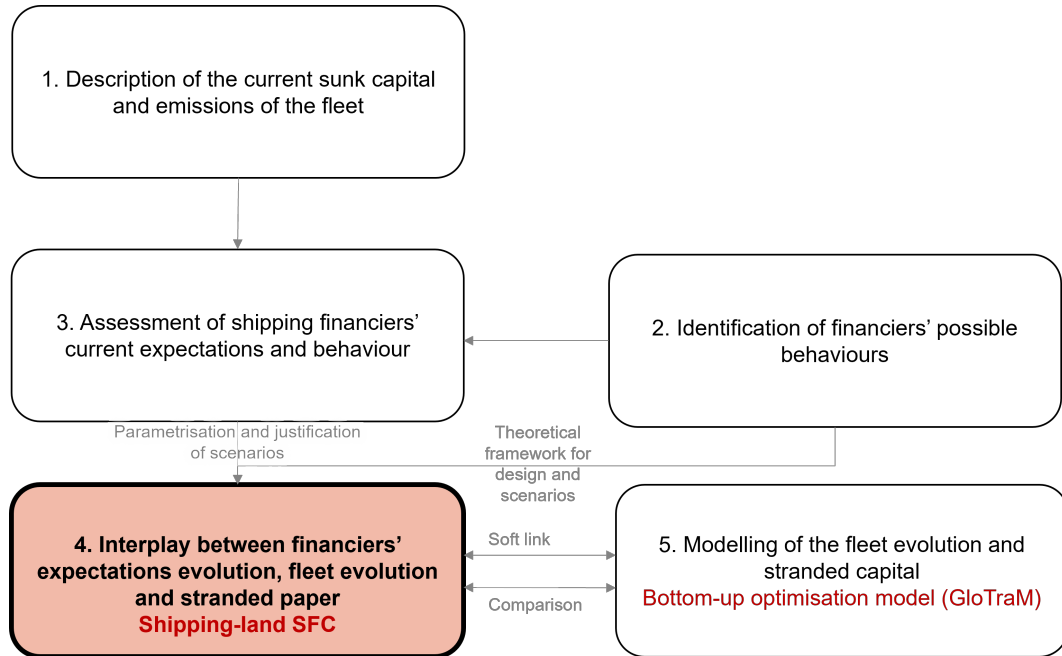 1. Description of the current sunk capital
and emissions of the fleet
3. Assessment of shipping financiers’
current expectations and behaviour
2. Identification of financiers’ possible
behaviours
Parametrisation and justification
of scenarios
Theoretical
framework for
design and
scenarios
4. Interplay between financiers’
expectations evolution, fleet evolution
and stranded paper
Shipping-land SFC
Soft link
Comparison
5. Modelling of the fleet evolution and
stranded capital
Bottom-up optimisation model (GloTraM)